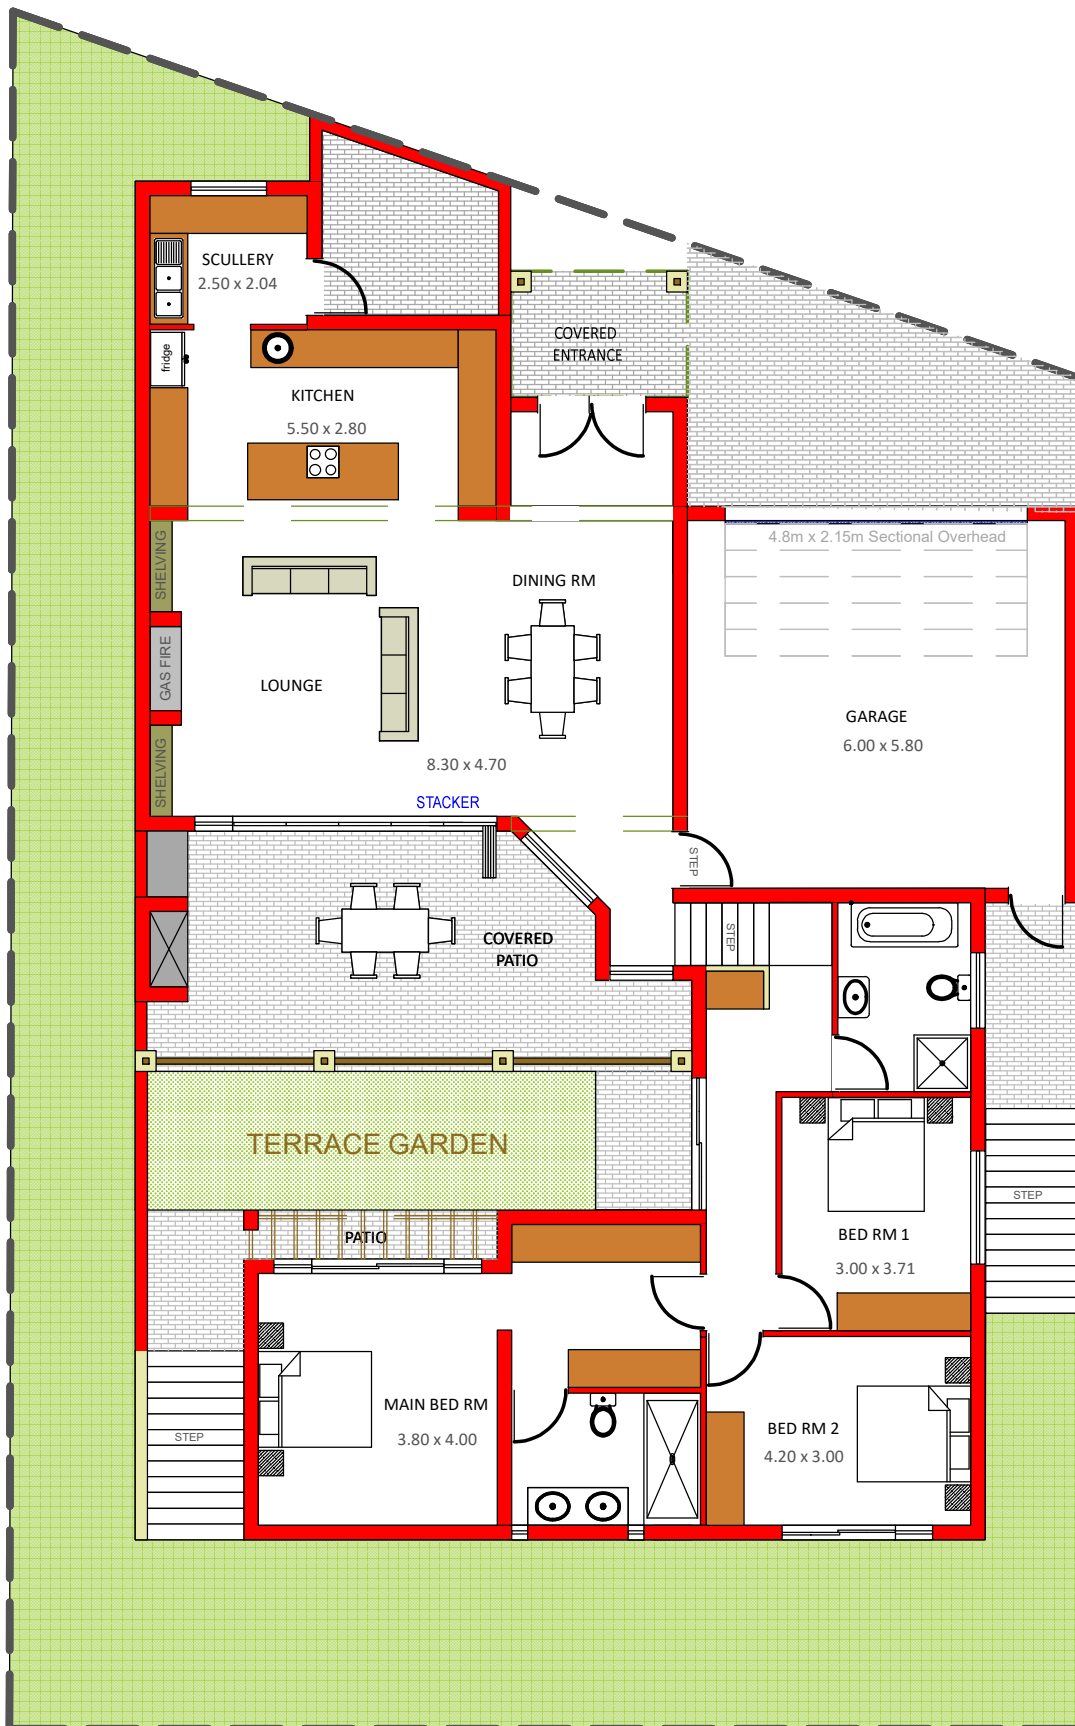 SCULLERY
2.50 x 2.04
COVERED
ENTRANCE
fridge
KITCHEN
5.50 x 2.80
4.8m x 2.15m Sectional Overhead
SHELVING
DINING RM
GAS FIRE
LOUNGE
GARAGE
6.00 x 5.80
8.30 x 4.70
SHELVING
STACKER
STEP
STEP
COVERED
PATIO
TERRACE GARDEN
STEP
PATIO
BED RM 1
3.00 x 3.71
MAIN BED RM
3.80 x 4.00
STEP
BED RM 2
4.20 x 3.00